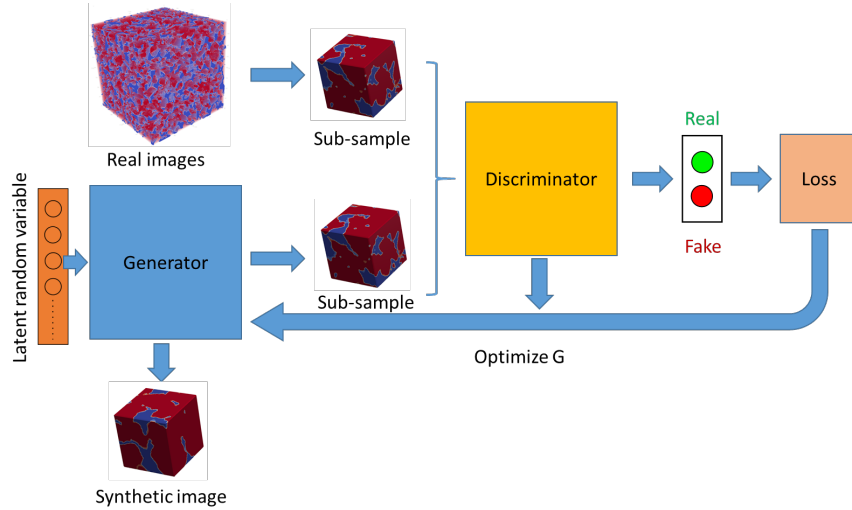 Real images
Sub-sample
Real
Discriminator
Loss
Fake
Latent random variable
Generator
Sub-sample
Optimize G
Synthetic image